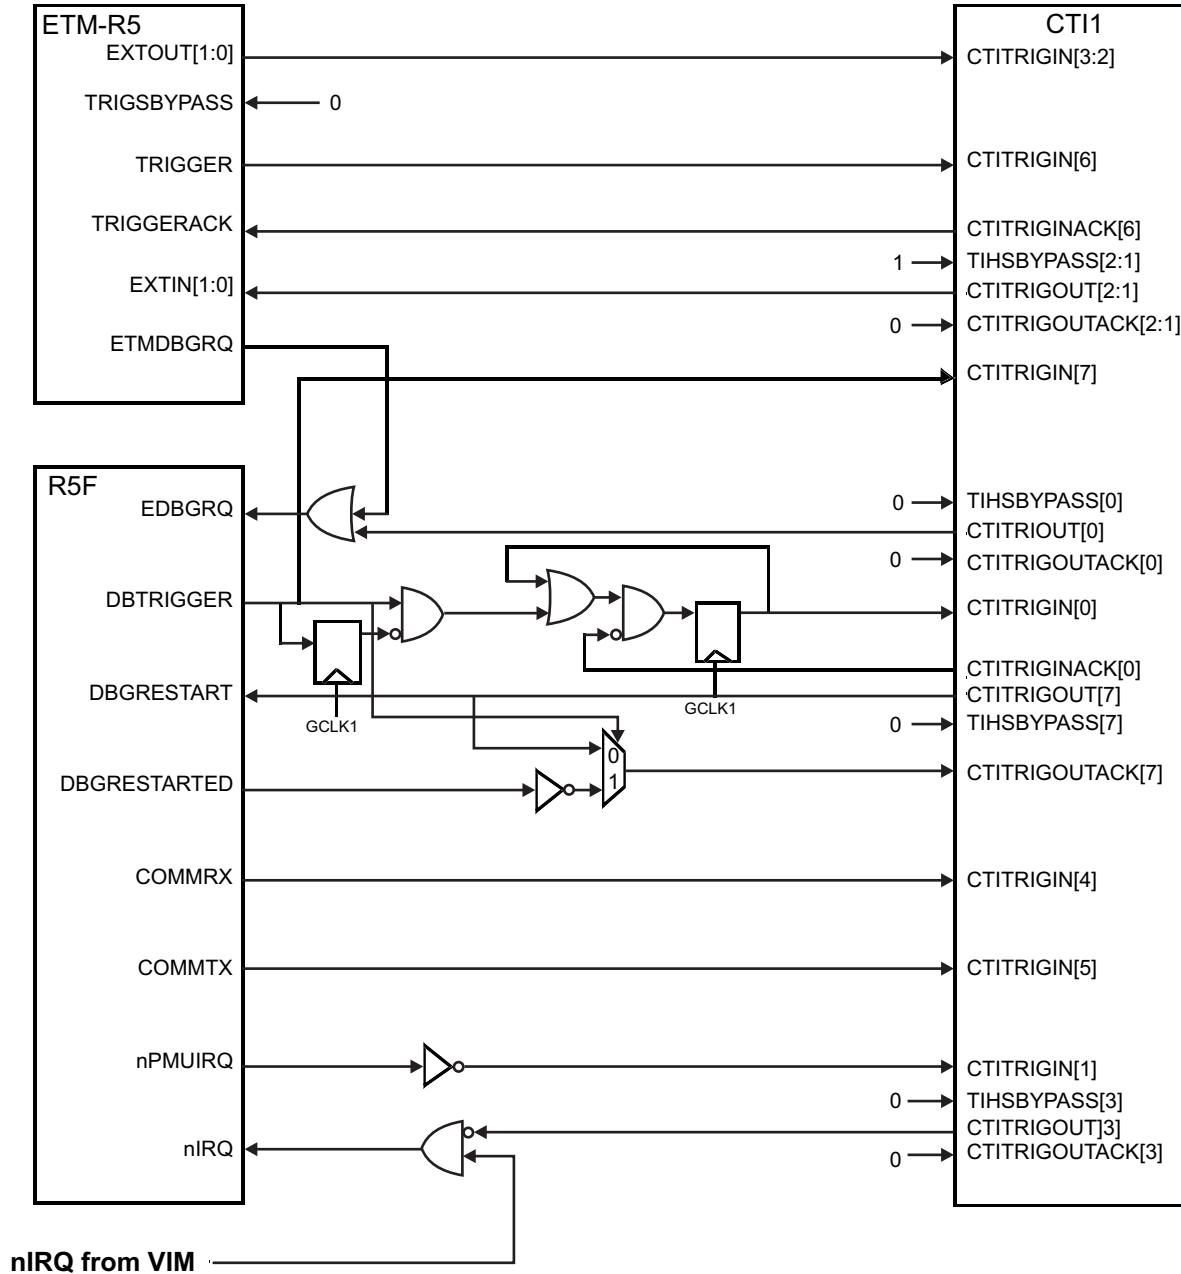 ETM-R5
CTI1
EXTOUT[1:0]
CTITRIGIN[3:2]
TRIGSBYPASS
0
TRIGGER
CTITRIGIN[6]
TRIGGERACK
CTITRIGINACK[6]
1
TIHSBYPASS[2:1]
EXTIN[1:0]
CTITRIGOUT[2:1]
0
CTITRIGOUTACK[2:1]
ETMDBGRQ
CTITRIGIN[7]
R5F
0
TIHSBYPASS[0]
EDBGRQ
CTITRIOUT[0]
0
CTITRIGOUTACK[0]
DBTRIGGER
CTITRIGIN[0]
CTITRIGINACK[0]
DBGRESTART
CTITRIGOUT[7]
GCLK1
GCLK1
0
TIHSBYPASS[7]
0
1
CTITRIGOUTACK[7]
DBGRESTARTED
COMMRX
CTITRIGIN[4]
COMMTX
CTITRIGIN[5]
nPMUIRQ
CTITRIGIN[1]
0
TIHSBYPASS[3]
CTITRIGOUT]3]
nIRQ
0
CTITRIGOUTACK[3]
nIRQ from VIM